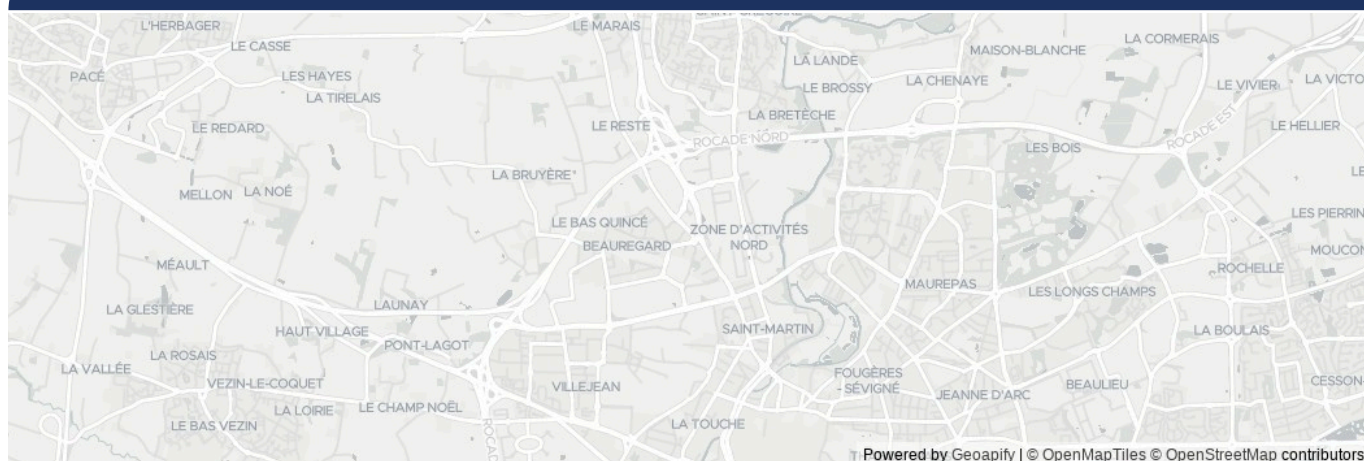 L'HERBAGER
LE MARAIS
LE CASSE
LA CORMERAIS
MAISON-BLANCHE
LA LANDE
PACÉ
LES HAYES
LE BROSSY
LA CHENAYE
LE VIVIER
LA TIRELAIS
LA BRETÈCHE
LE REDARD
LE RESTE
ROCADE NORD
ROCADE EST
LE HELLIER
LES BOIS
LA BRUYÈRE
MELLON
LA NOÉ
LE BAS QUINCÉ
ZONE D'ACTIVITÉS
NORD
BEAUREGARD
MÉAULT
ROCHELLE
MAUREPAS
LES LONGS CHAMPS
LA GLESTIÈRE
LAUNAY
HAUT VILLAGE
SAINT-MARTIN
LA BOULAIS
PONT-LAGOT
LA ROSAIS
LA VALLÉE
FOUGÈRES
- SÉVIGNÉ
VEZIN-LE-COQUET
VILLEJEAN
BEAULIEU
JEANNE D'ARC
LA LOIRIE
LE CHAMP NOËL
LE BAS VEZIN
LA TOUCHE
Powered by Geoapify | © OpenMapTiles © OpenStreetMap contributors